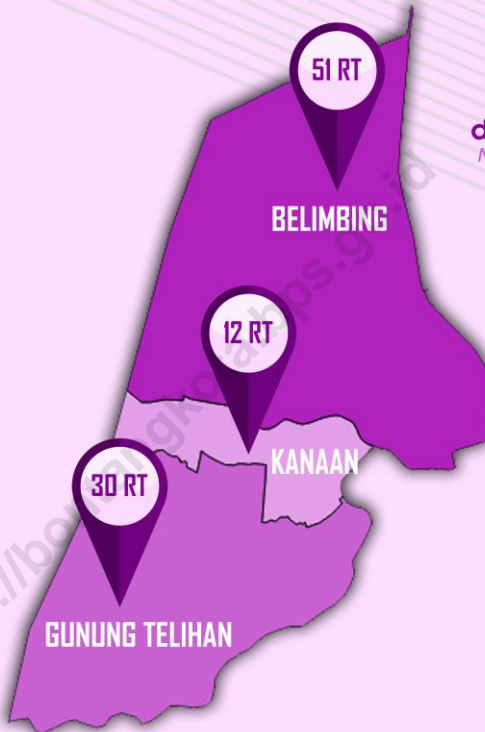 51 RT
BELIMBING
12 RT
KANAAN
30 RT
GUNUNG TELIHAN